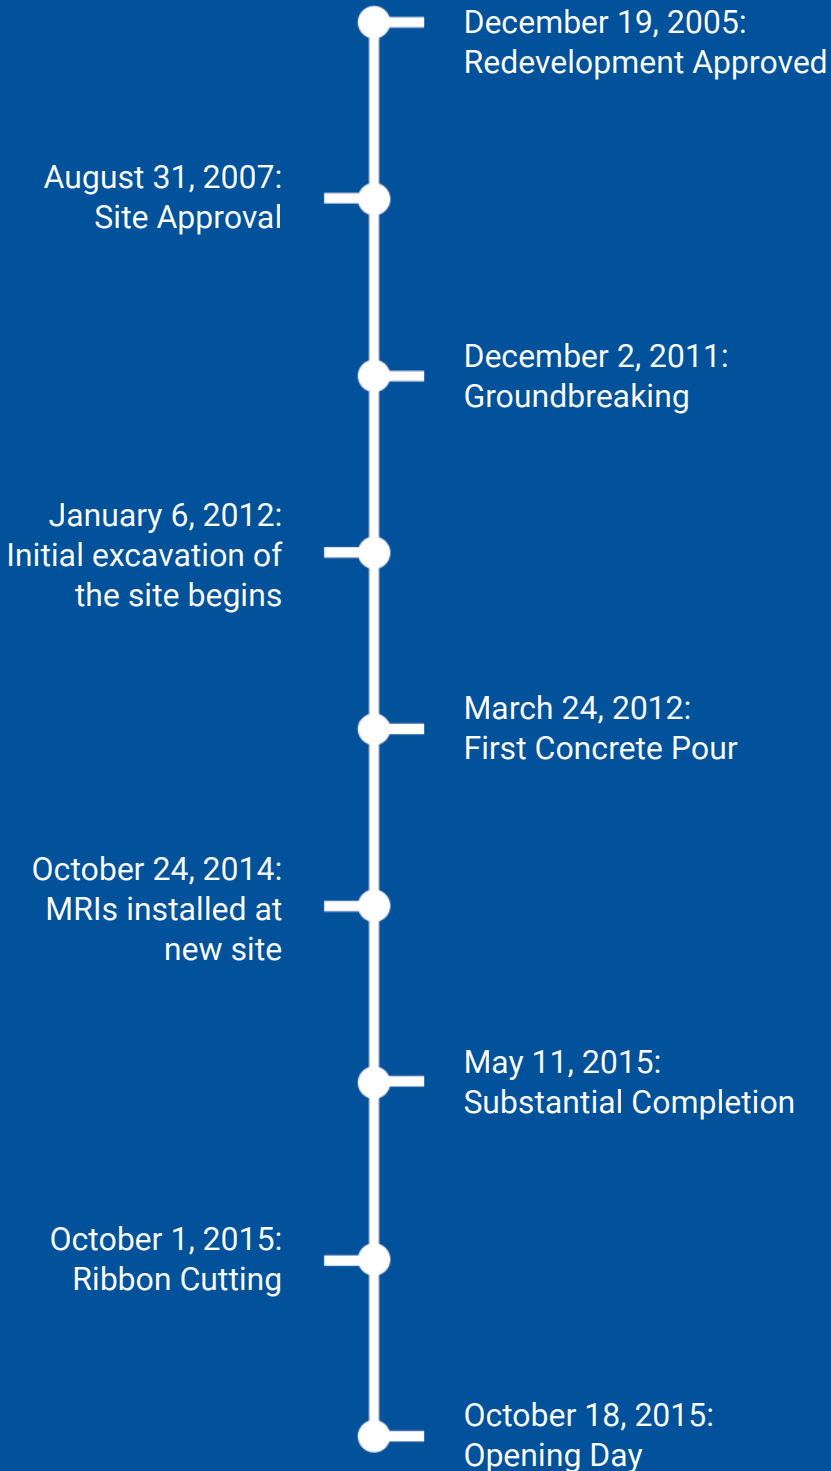 December 19, 2005:
Redevelopment Approved
August 31, 2007:
Site Approval
December 2, 2011:
Groundbreaking
January 6, 2012:
Initial excavation of
the site begins
March 24, 2012:
First Concrete Pour
October 24, 2014:
MRIs installed at
new site
May 11, 2015:
Substantial Completion
October 1, 2015:
Ribbon Cutting
October 18, 2015:
Opening Day